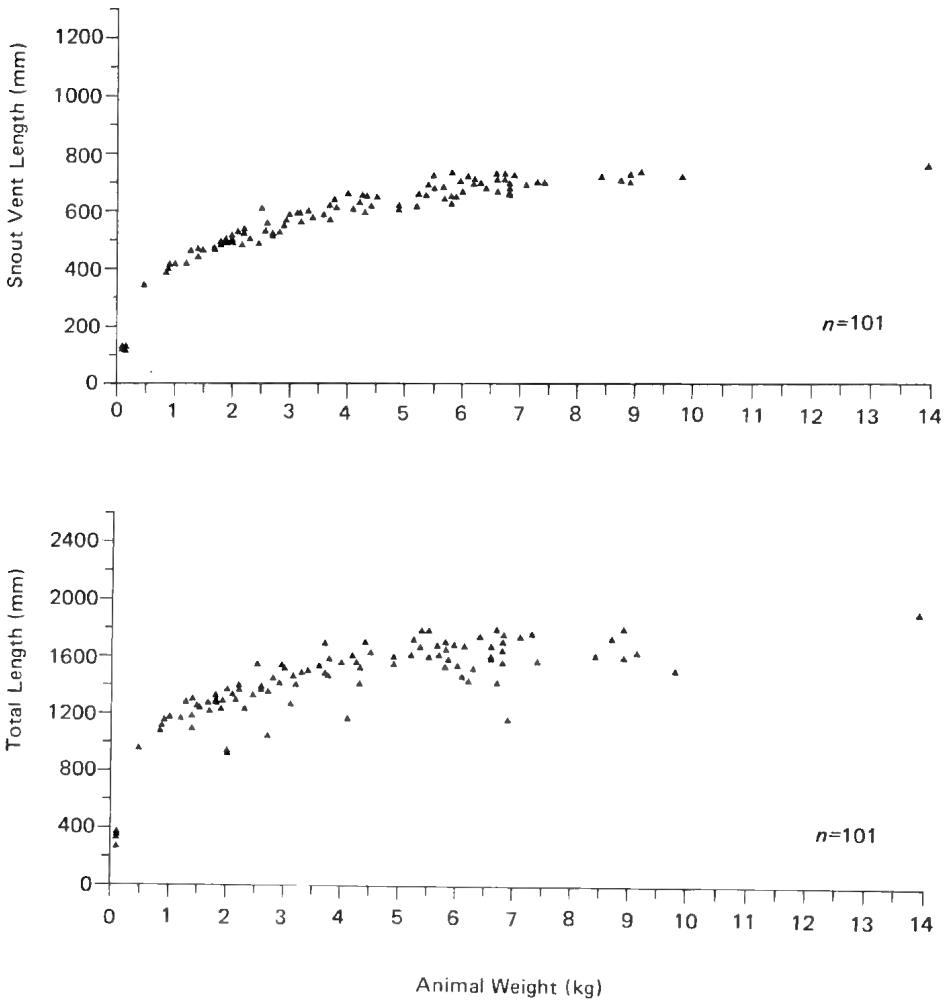 Snout Vent Length (mm)
1200
1000
800
600
400
200
0
n=101
0 1 2 3 4 5 6 7 8 9 10 11 12 13 14
Total Length (mm)
2400
2000
1600
1200
800
400
0
n=101
0 1 2 3 4 5 6 7 8 9 10 11 12 13 14
Animal Weight (kg)